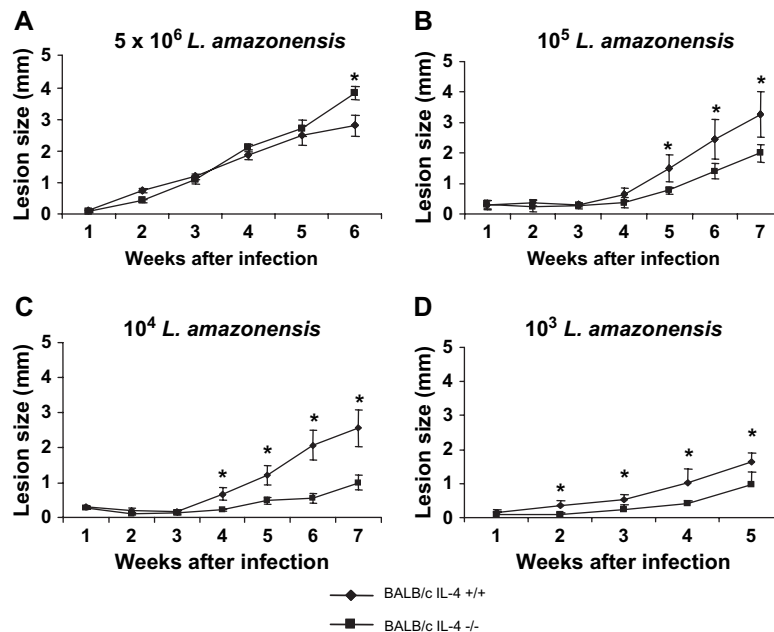 A
5 x 10⁶ L. amazonensis
Lesion size (mm)
5
4
3
2
1
0
*
1 2 3 4 5 6
Weeks after infection
B
10⁵ L. amazonensis
Lesion size (mm)
5
4
3
2
1
0
* * *
1 2 3 4 5 6 7
Weeks after infection
C
10⁴ L. amazonensis
Lesion size (mm)
5
4
3
2
1
0
* * * *
1 2 3 4 5 6 7
Weeks after infection
D
10³ L. amazonensis
Lesion size (mm)
5
4
3
2
1
0
* * * *
1 2 3 4 5
Weeks after infection
BALB/c IL-4 +/+
BALB/c IL-4 -/-